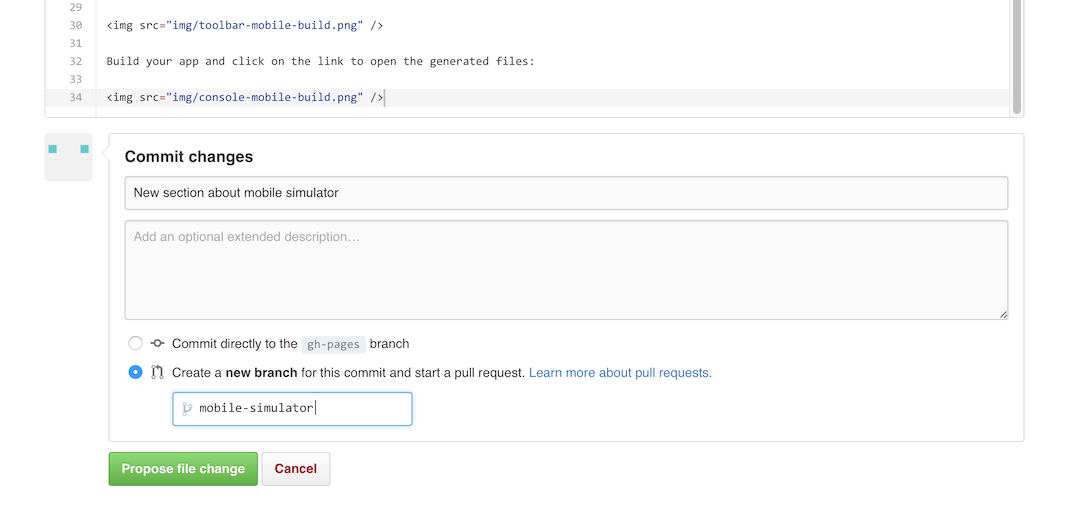 29
30 <img src="img/toolbar-mobile-build.png" />
31
32 Build your app and click on the link to open the generated files:
33
34 <img src="img/console-mobile-build.png" />
Commit changes
New section about mobile simulator
Add an optional extended description…
Commit directly to the gh-pages branch
Create a new branch for this commit and start a pull request. Learn more about pull requests.
mobile-simulator
Propose file change Cancel